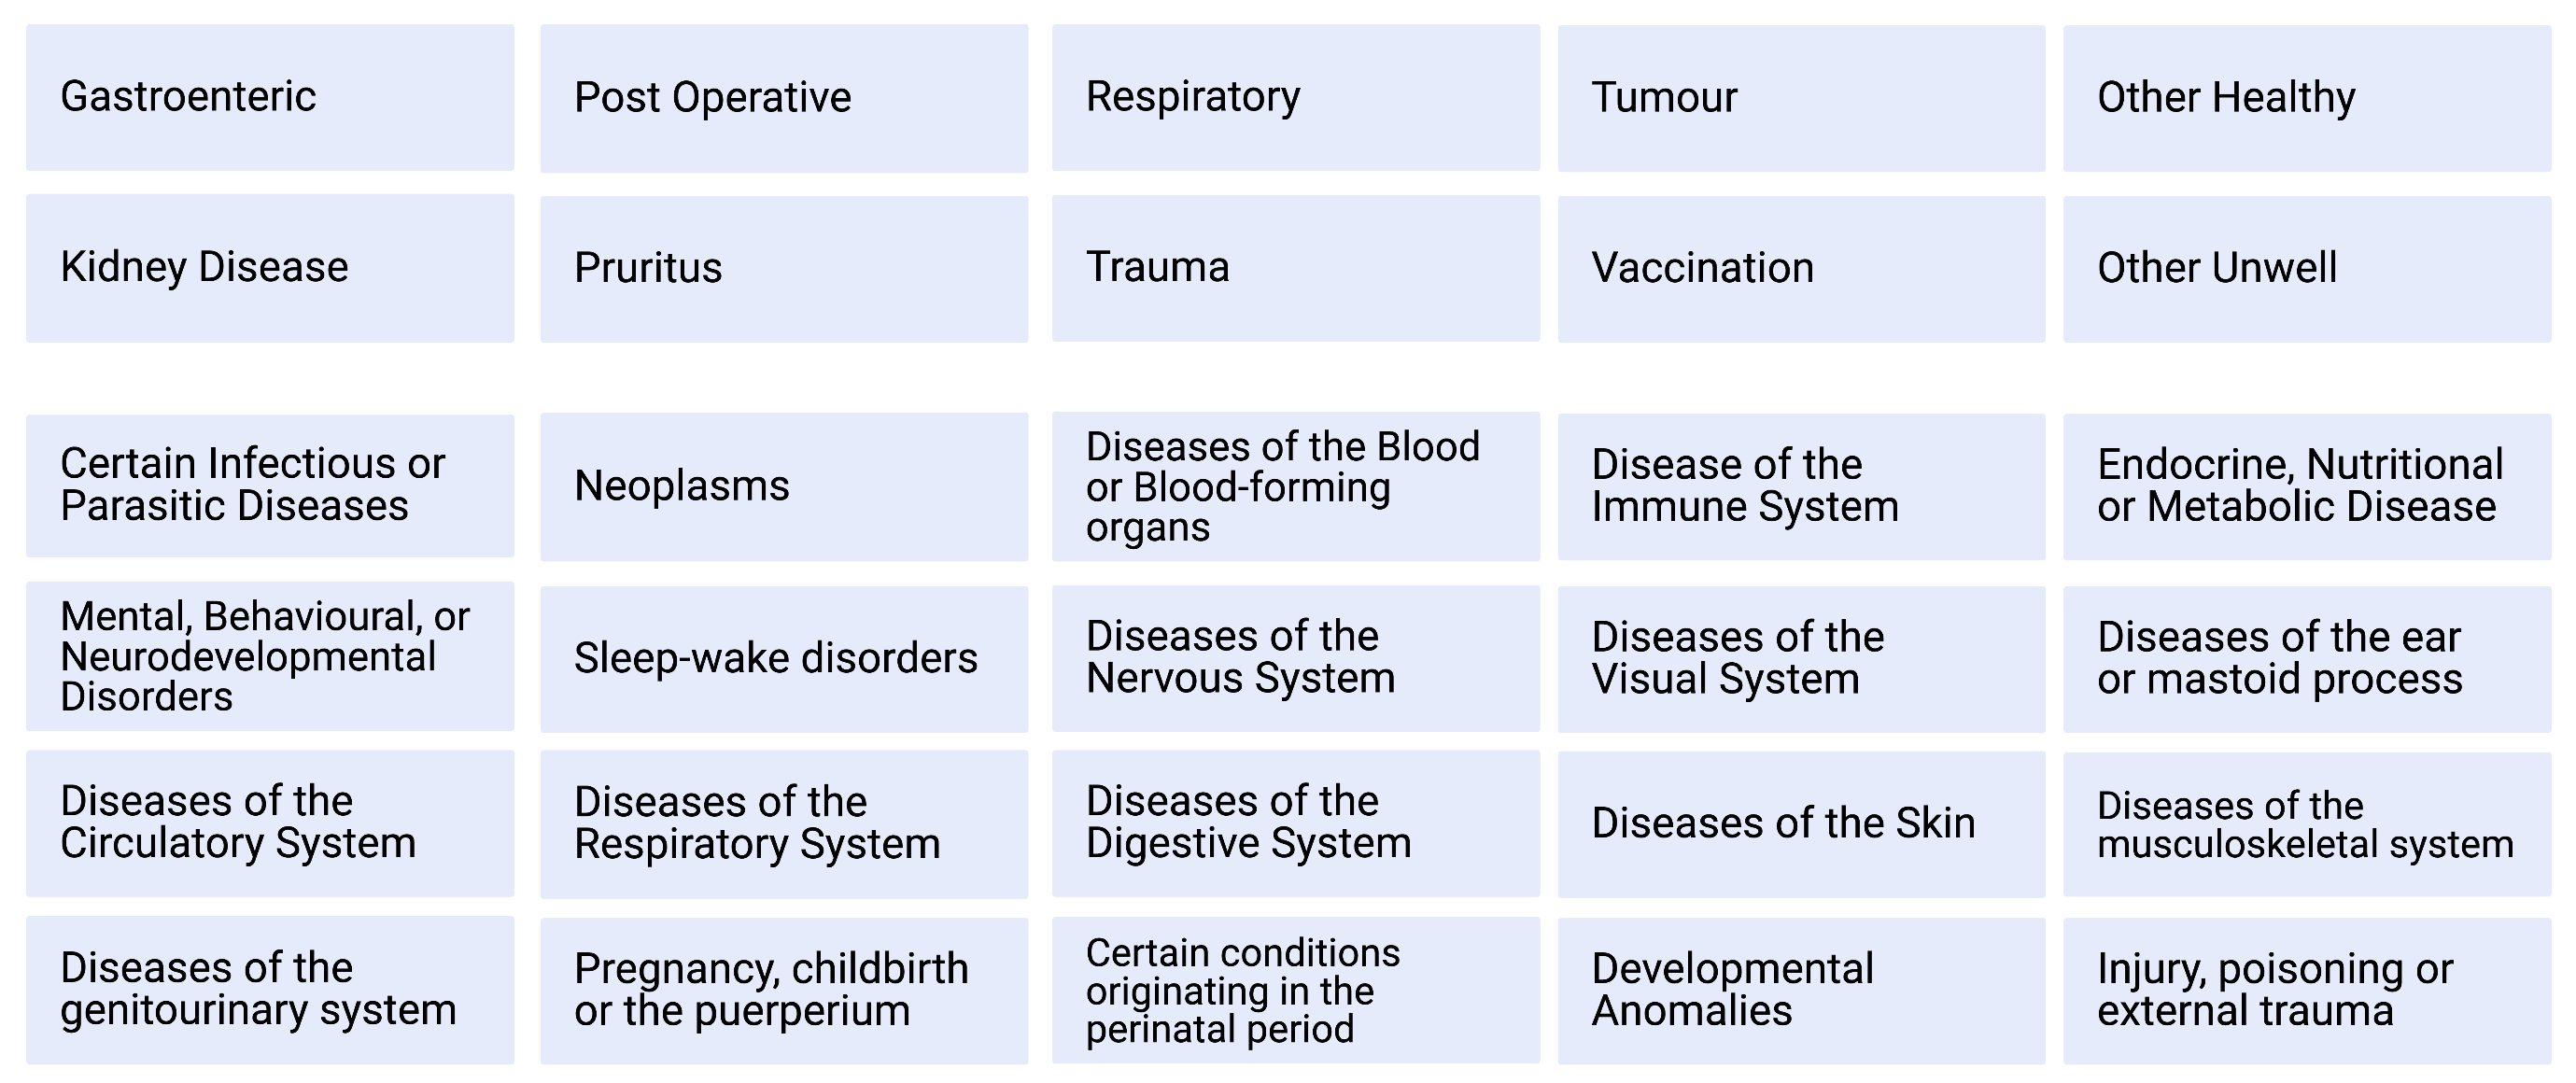 Gastroenteric
Post Operative
Respiratory
Tumour
Other Healthy
Kidney Disease
Pruritus
Trauma
Vaccination
Other Unwell
Certain Infectious or
Parasitic Diseases
Neoplasms
Diseases of the Blood
or Blood-forming
organs
Disease of the
Immune System
Endocrine, Nutritional
or Metabolic Disease
Mental, Behavioural, or
Neurodevelopmental
Disorders
Sleep-wake disorders
Diseases of the
Nervous System
Diseases of the
Visual System
Diseases of the ear
or mastoid process
Diseases of the
Circulatory System
Diseases of the
Respiratory System
Diseases of the
Digestive System
Diseases of the Skin
Diseases of the
musculoskeletal system
Diseases of the
genitourinary system
Pregnancy, childbirth
or the puerperium
Certain conditions
originating in the
perinatal period
Developmental
Anomalies
Injury, poisoning or
external trauma